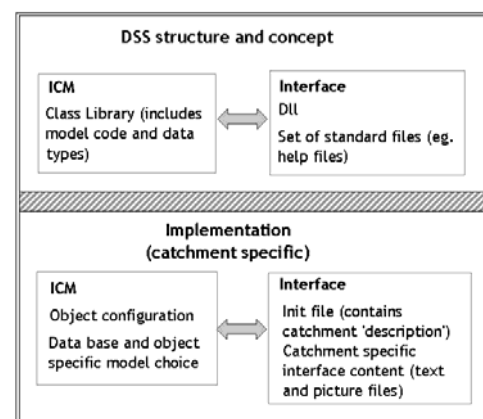 DSS structure and concept
ICM
Class Library (includes
model code and data
types)
Interface
Dll
Set of standard files (eg.
help files)
Implementation
(catchment specific)
ICM
Object configuration
Data base and object
specific model choice
Interface
Init file (contains
catchment 'description')
Catchment specific
interface content (text
and picture files)